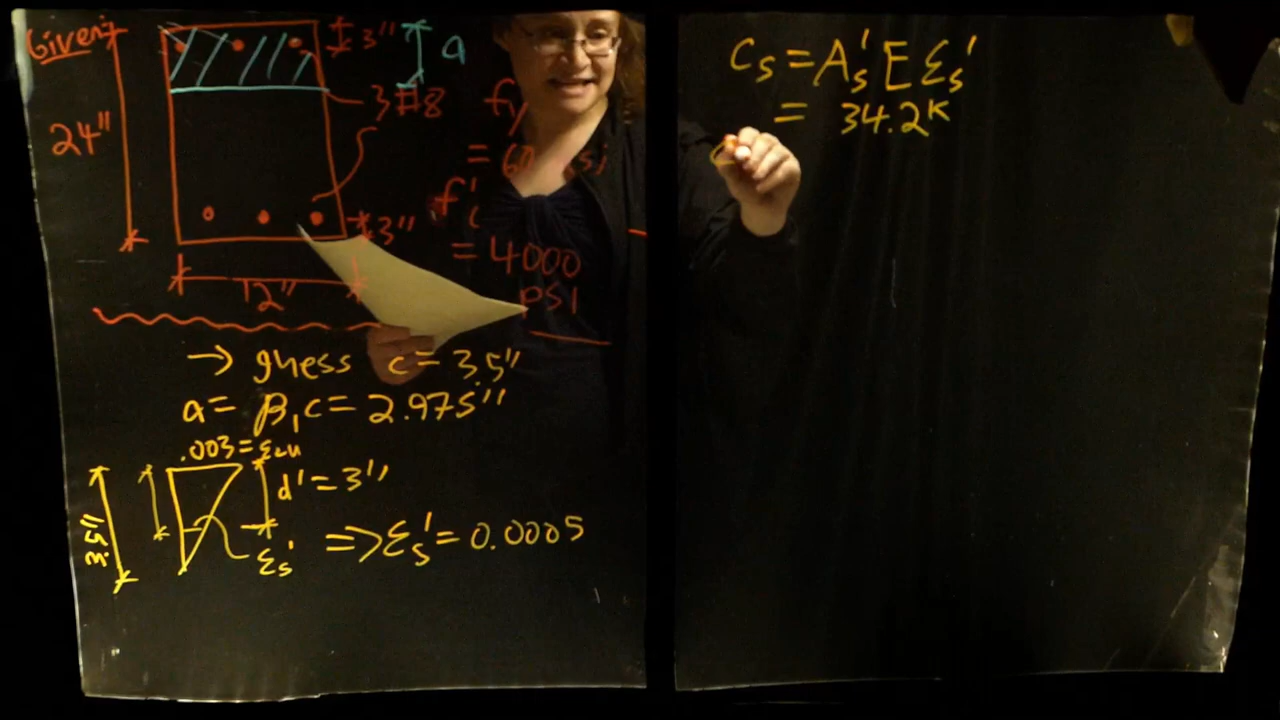 Given:
3"
a
3#8
24"
fy
= 60 ksi
f'c
3"
= 4000
psi
12"
→ guess c = 3.5"
a = β₁c = 2.975"
.003 = εcu
d' = 3"
3.5"
εs'
⇒ εs' = 0.0005
Cs = A's E εs'
= 34.2k